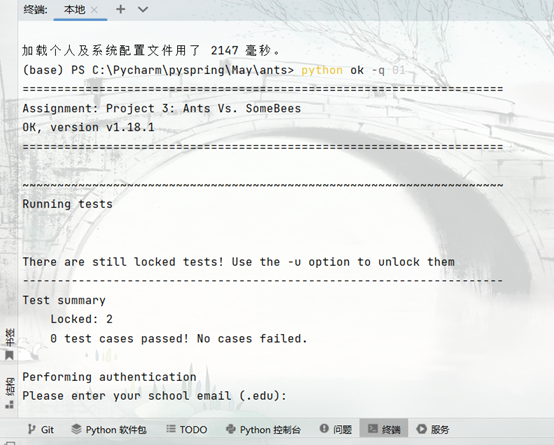 终端: 本地
加载个人及系统配置文件用了 2147 毫秒。
(base) PS C:\Pycharm\pyspring\May\ants> python ok -q 01
======================================================================
Assignment: Project 3: Ants Vs. SomeBees
OK, version v1.18.1
======================================================================
~~~~~~~~~~~~~~~~~~~~~~~~~~~~~~~~~~~~~~~~~~~~~~~~~~~~~~~~~~~~~~~~~~~~~
Running tests
There are still locked tests! Use the -u option to unlock them
---------------------------------------------------------------------
Test summary
Locked: 2
0 test cases passed! No cases failed.
Performing authentication
Please enter your school email (.edu):
书签
结构
Git Python 软件包 TODO Python 控制台 问题 终端 服务